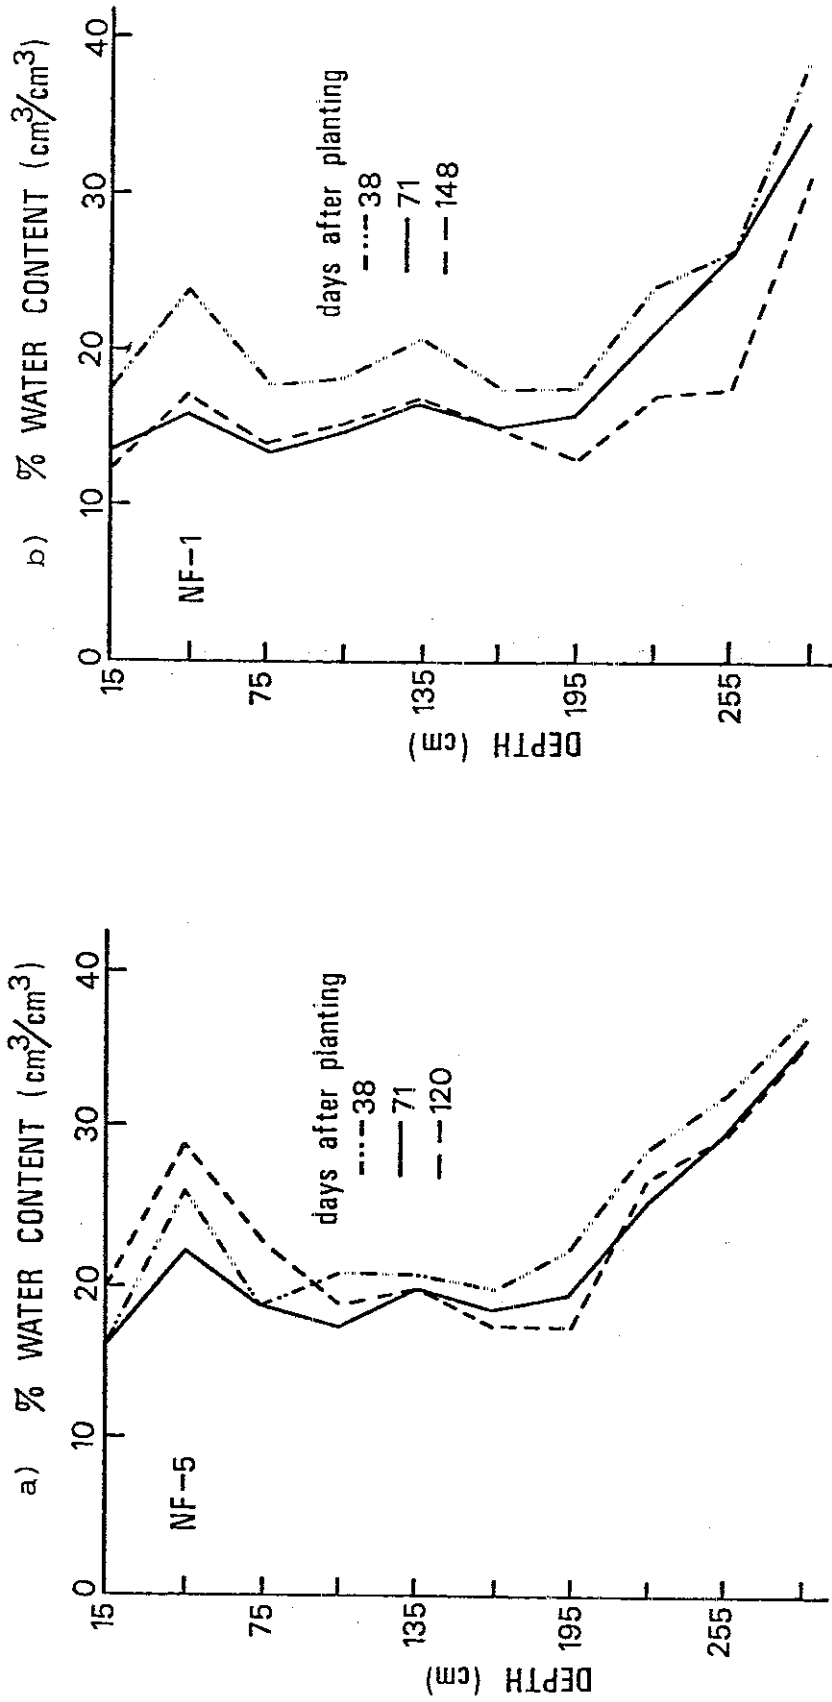 a) % WATER CONTENT (cm³/cm³)
0 10 20 30 40
15
75
135
195
255
DEPTH (cm)
NF-5
days after planting
38
71
120
b) % WATER CONTENT (cm³/cm³)
0 10 20 30 40
15
75
135
195
255
DEPTH (cm)
NF-1
days after planting
38
71
148